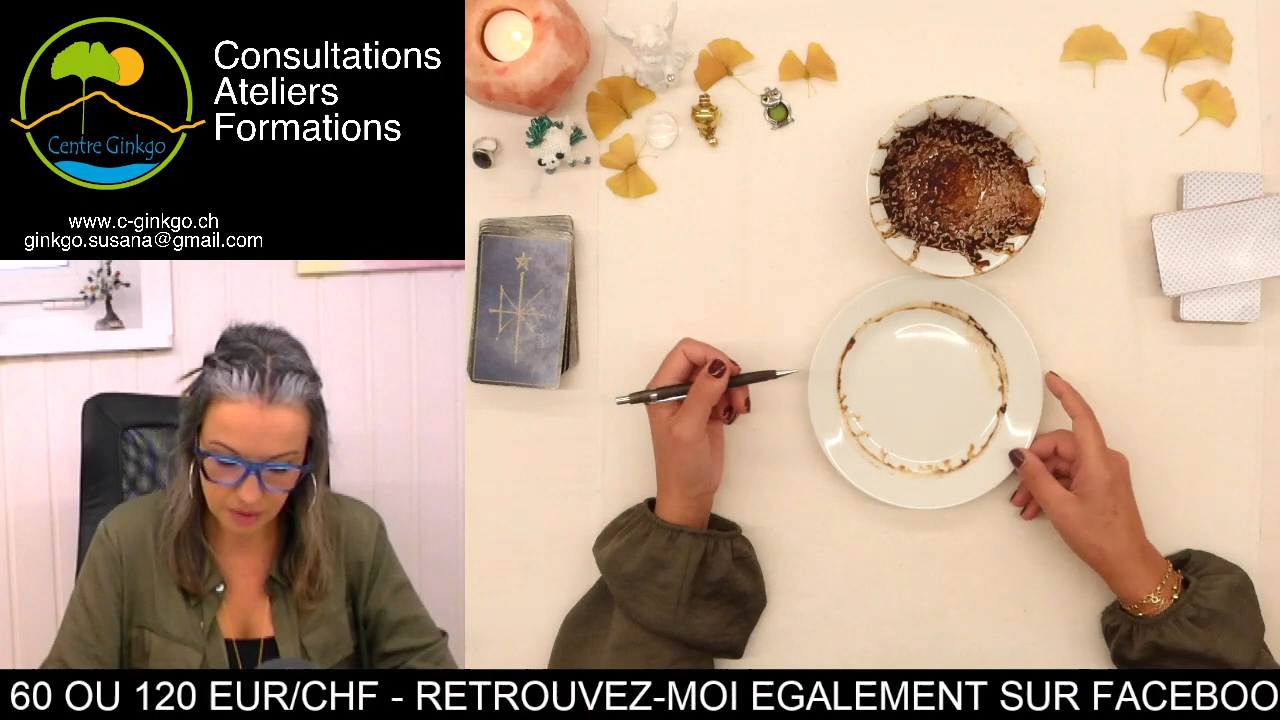 Consultations
Ateliers
Formations
Centre Ginkgo
www.c-ginkgo.ch
ginkgo.susana@gmail.com
60 OU 120 EUR/CHF - RETROUVEZ-MOI EGALEMENT SUR FACEBOO